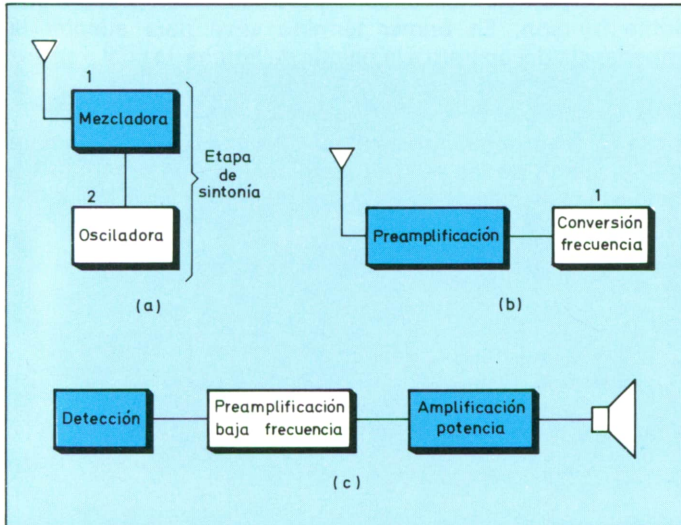 1
Mezcladora
2
Osciladora
Etapa
de
sintonía
(a)
Preamplificación
1
Conversión
frecuencia
(b)
Detección
Preamplificación
baja frecuencia
Amplificación
potencia
(c)